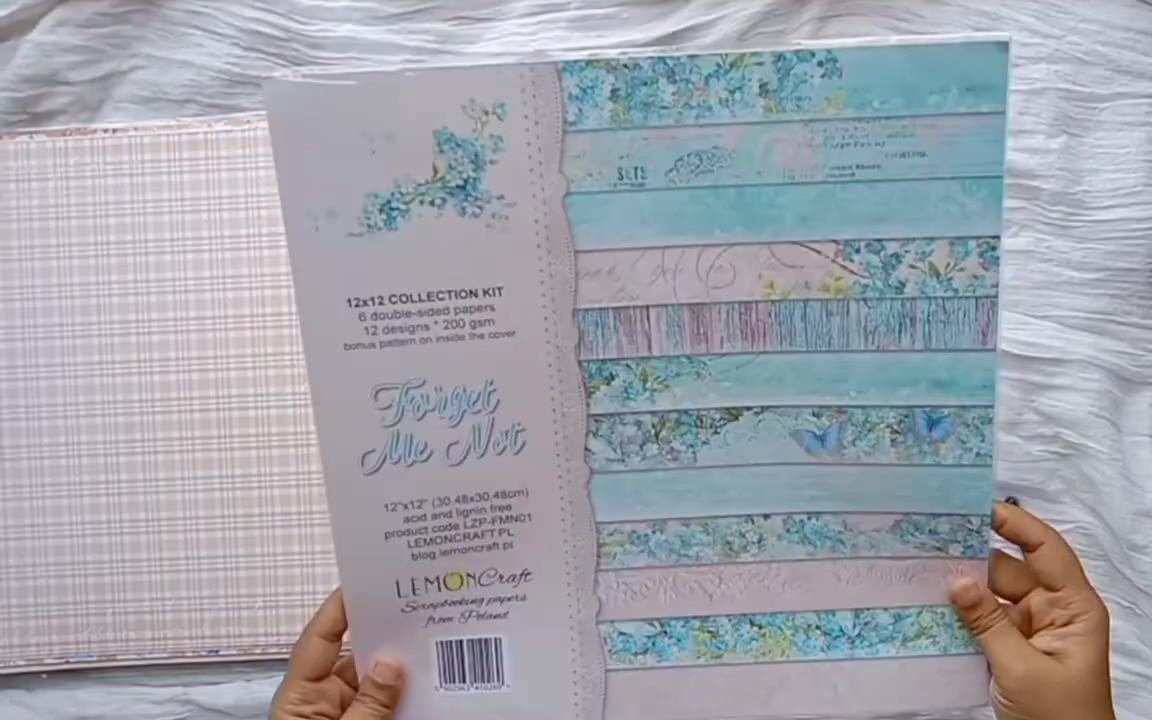 12x12 COLLECTION KIT
6 double-sided papers
12 designs * 200 gsm
bonus pattern on inside the cover
Forget
Me Not
12"x12" (30.48x30.48cm)
acid and lignin free
product code LZP-FMN01
LEMONCRAFT.PL
blog.lemoncraft.pl
LEMONCraft
Scrapbooking papers
from Poland
SETS